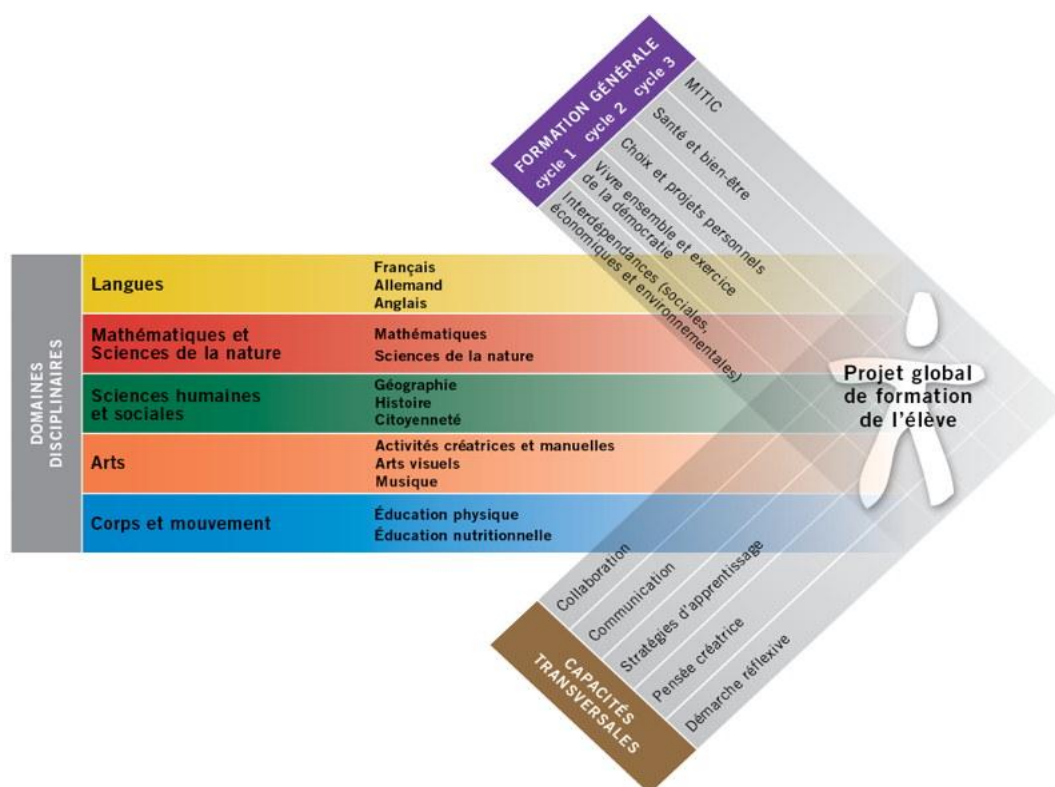 FORMATION GÉNÉRALE
cycle 1 cycle 2 cycle 3
MITIC
Santé et bien-être
Choix et projets personnels
Vivre ensemble et exercice
de la démocratie
Interdépendances (sociales,
économiques et environnementales)
DOMAINES
DISCIPLINAIRES
Langues
Français
Allemand
Anglais
Mathématiques et
Sciences de la nature
Mathématiques
Sciences de la nature
Sciences humaines
et sociales
Géographie
Histoire
Citoyenneté
Arts
Activités créatrices et manuelles
Arts visuels
Musique
Corps et mouvement
Éducation physique
Éducation nutritionnelle
Projet global
de formation
de l'élève
Collaboration
Communication
Stratégies d'apprentissage
Pensée créatrice
Démarche réflexive
CAPACITÉS
TRANSVERSALES